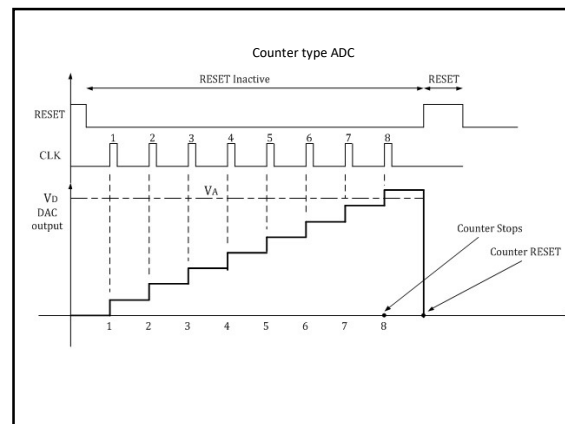 Counter type ADC
RESET Inactive RESET
RESET
1 2 3 4 5 6 7 8
CLK
VD VA
DAC
output
Counter Stops
Counter RESET
1 2 3 4 5 6 7 8